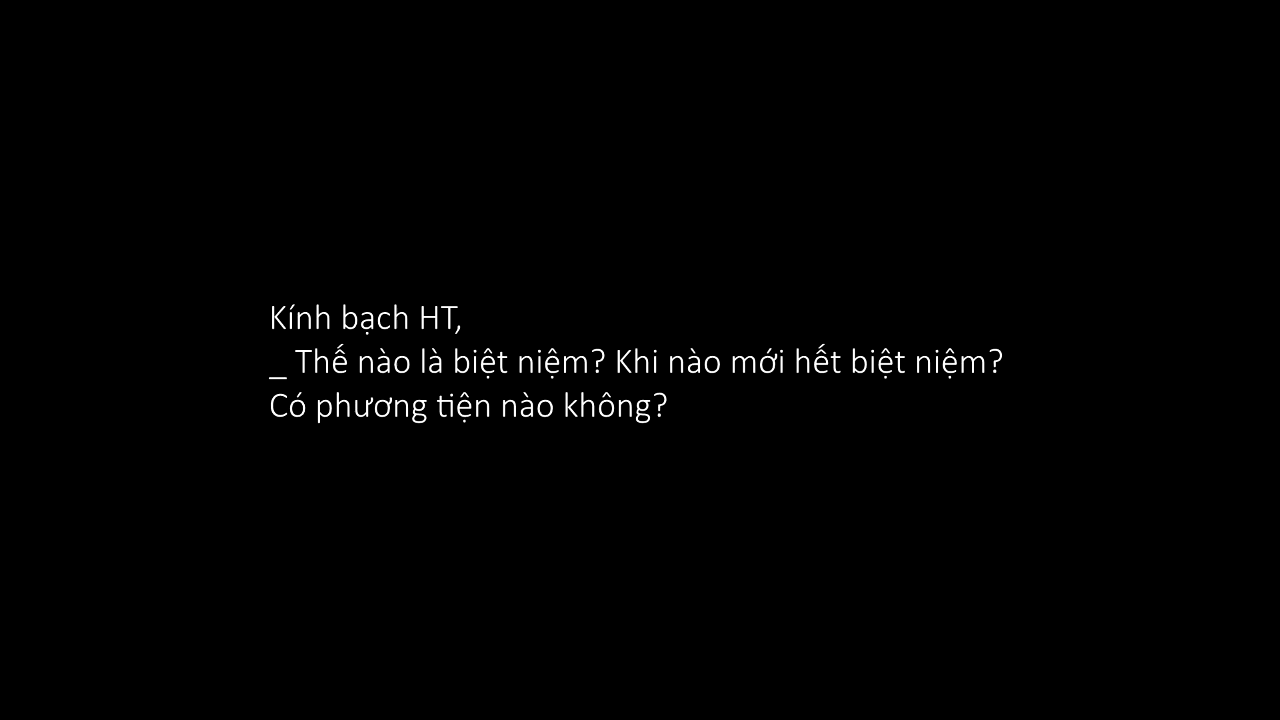 Kính bạch HT,
_ Thế nào là biệt niệm? Khi nào mới hết biệt niệm?
Có phương tiện nào không?